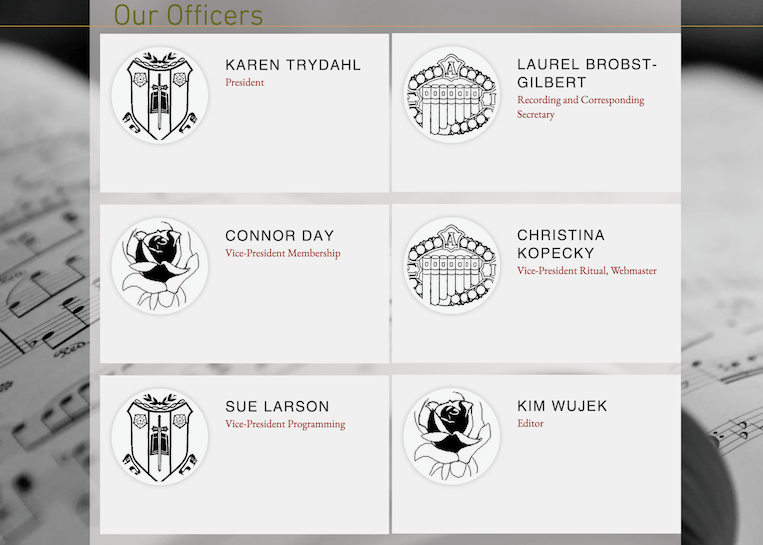 Our Officers
KAREN TRYDAHL
President
LAUREL BROBST-
GILBERT
Recording and Corresponding
Secretary
CONNOR DAY
Vice-President Membership
CHRISTINA
KOPECKY
Vice-President Ritual, Webmaster
SUE LARSON
Vice-President Programming
KIM WUJEK
Editor